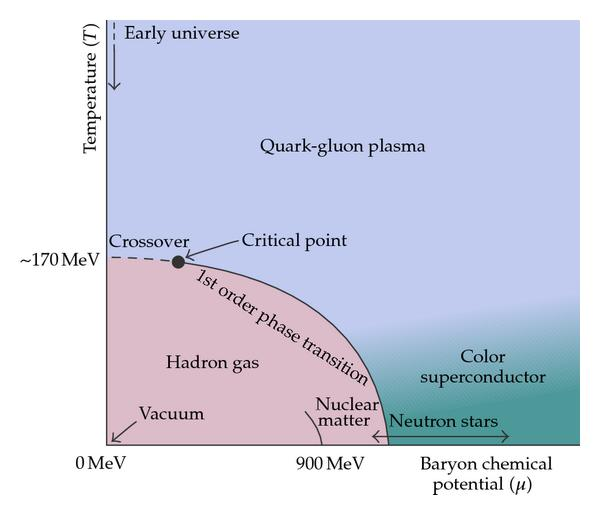 Temperature (T)
Early universe
Quark-gluon plasma
Crossover
Critical point
~170 MeV
1st order phase transition
Hadron gas
Color
superconductor
Vacuum
Nuclear
matter
Neutron stars
0 MeV
900 MeV
Baryon chemical
potential (μ)